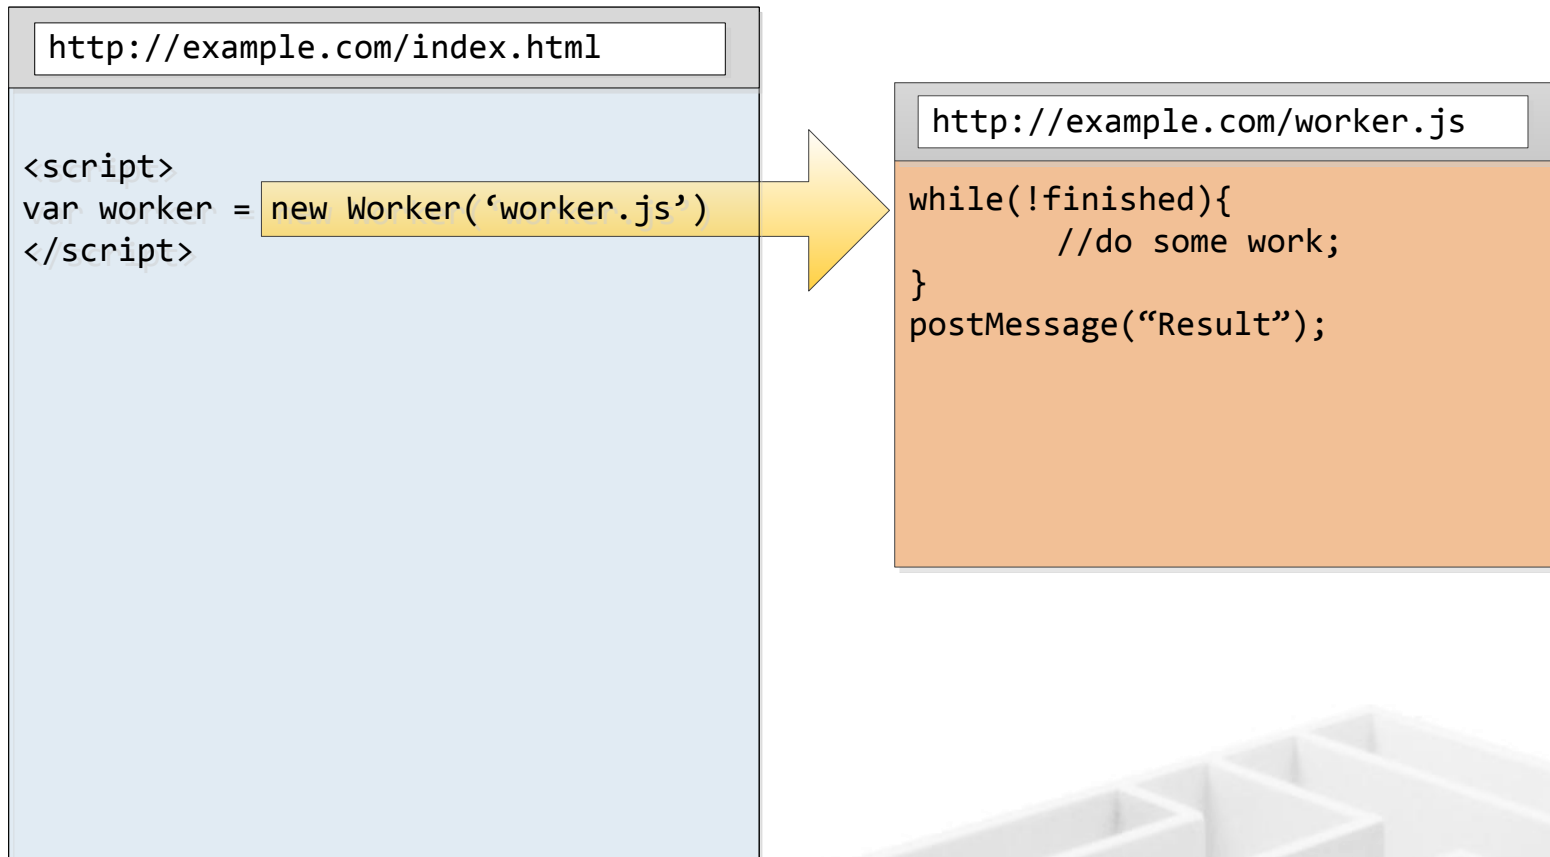 http://example.com/index.html
<script>
var worker = new Worker(‘worker.js’)
</script>
http://example.com/worker.js
while(!finished){
//do some work;
}
postMessage(“Result”);